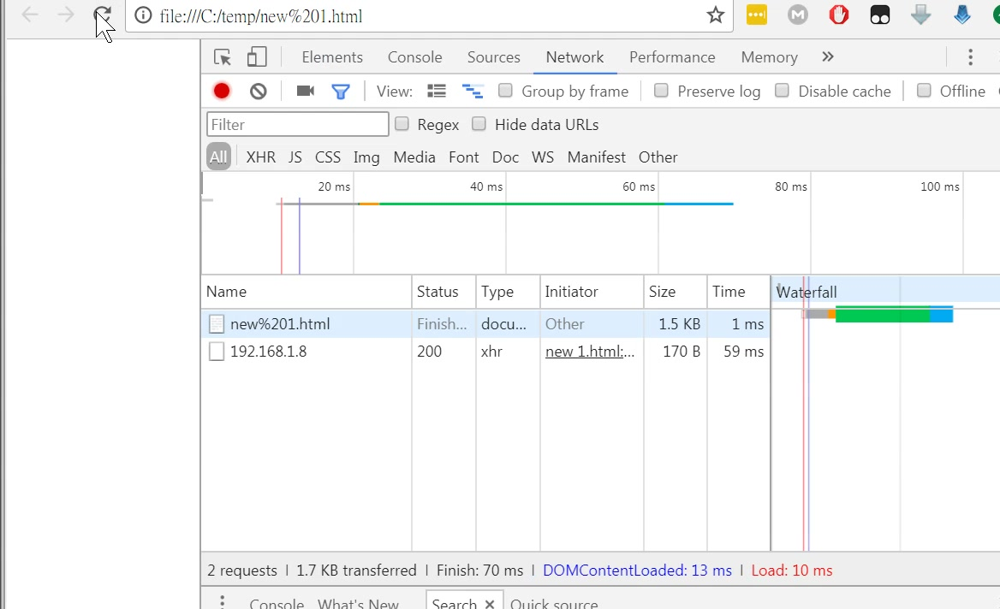 file:///C:/temp/new%201.html
Elements Console Sources Network Performance Memory »
View: Group by frame Preserve log Disable cache Offline
Filter Regex Hide data URLs
All XHR JS CSS Img Media Font Doc WS Manifest Other
20 ms 40 ms 60 ms 80 ms 100 ms
Name Status Type Initiator Size Time Waterfall
new%201.html Finish... docu... Other 1.5 KB 1 ms
192.168.1.8 200 xhr new 1.html:... 170 B 59 ms
2 requests | 1.7 KB transferred | Finish: 70 ms | DOMContentLoaded: 13 ms | Load: 10 ms
Console What's New Search × Quick source